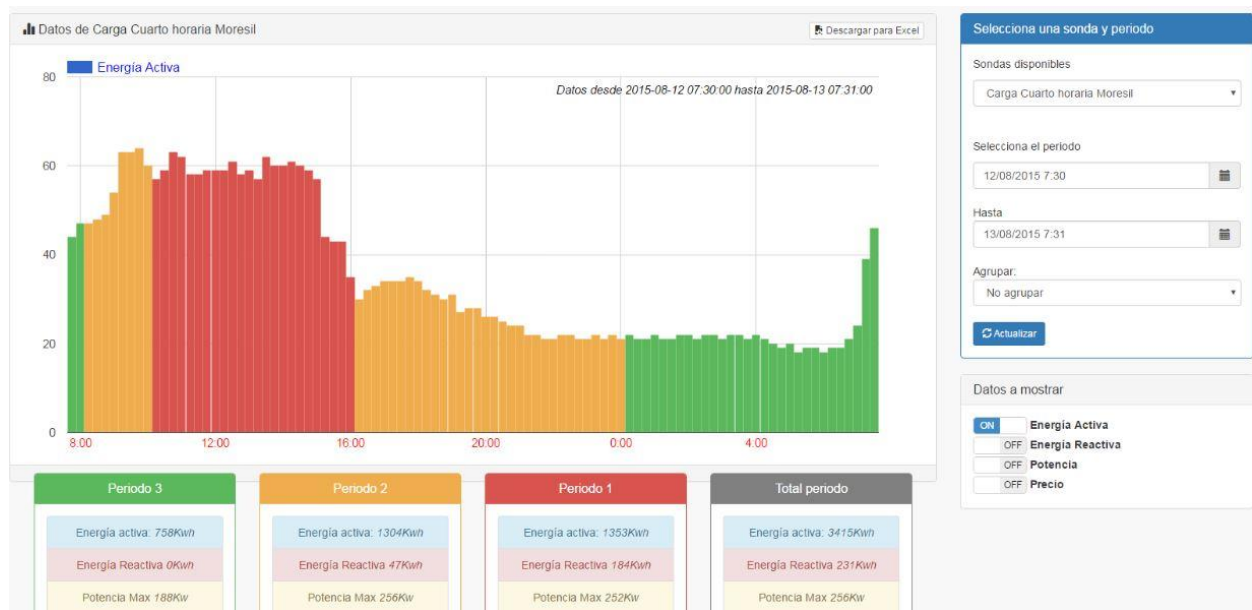 Datos de Carga Cuarto horaria Moresil
Descargar para Excel
Energía Activa
Datos desde 2015-08-12 07:30:00 hasta 2015-08-13 07:31:00
80
60
40
20
0
8:00 12:00 16:00 20:00 0:00 4:00
Periodo 3
Energía activa: 758Kwh
Energía Reactiva 0Kwh
Potencia Max 188Kw
Periodo 2
Energía activa: 1304Kwh
Energía Reactiva 47Kwh
Potencia Max 256Kw
Periodo 1
Energía activa: 1353Kwh
Energía Reactiva 184Kwh
Potencia Max 252Kw
Total periodo
Energía activa: 3415Kwh
Energía Reactiva 231Kwh
Potencia Max 256Kw
Selecciona una sonda y periodo
Sondas disponibles
Carga Cuarto horaria Moresil
Selecciona el periodo
12/08/2015 7:30
Hasta
13/08/2015 7:31
Agrupar:
No agrupar
Actualizar
Datos a mostrar
ON Energía Activa
OFF Energía Reactiva
OFF Potencia
OFF Precio